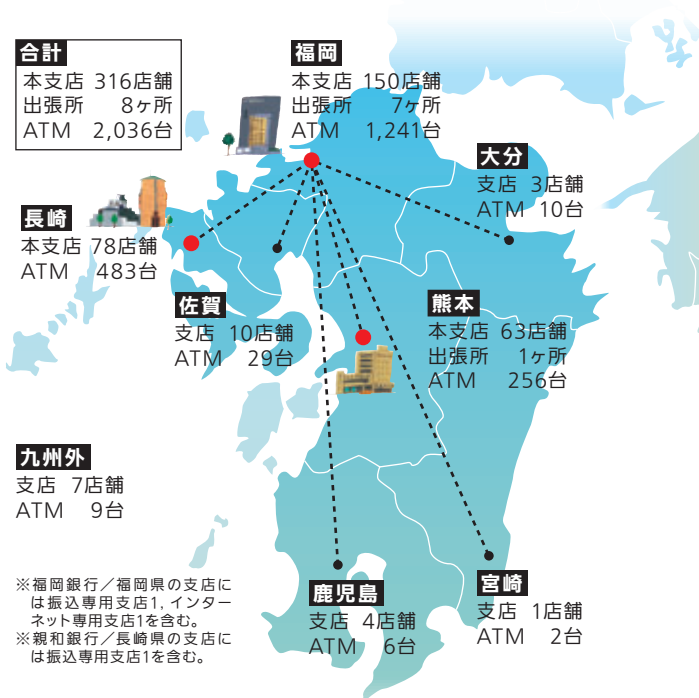 合計
本支店 316店舗
出張所 8ヶ所
ATM 2,036台
福岡
本支店 150店舗
出張所 7ヶ所
ATM 1,241台
大分
支店 3店舗
ATM 10台
長崎
本支店 78店舗
ATM 483台
佐賀
支店 10店舗
ATM 29台
熊本
本支店 63店舗
出張所 1ヶ所
ATM 256台
九州外
支店 7店舗
ATM 9台
鹿児島
支店 4店舗
ATM 6台
宮崎
支店 1店舗
ATM 2台
※福岡銀行／福岡県の支店に
は振込専用支店1, インター
ネット専用支店1を含む。
※親和銀行／長崎県の支店に
は振込専用支店1を含む。